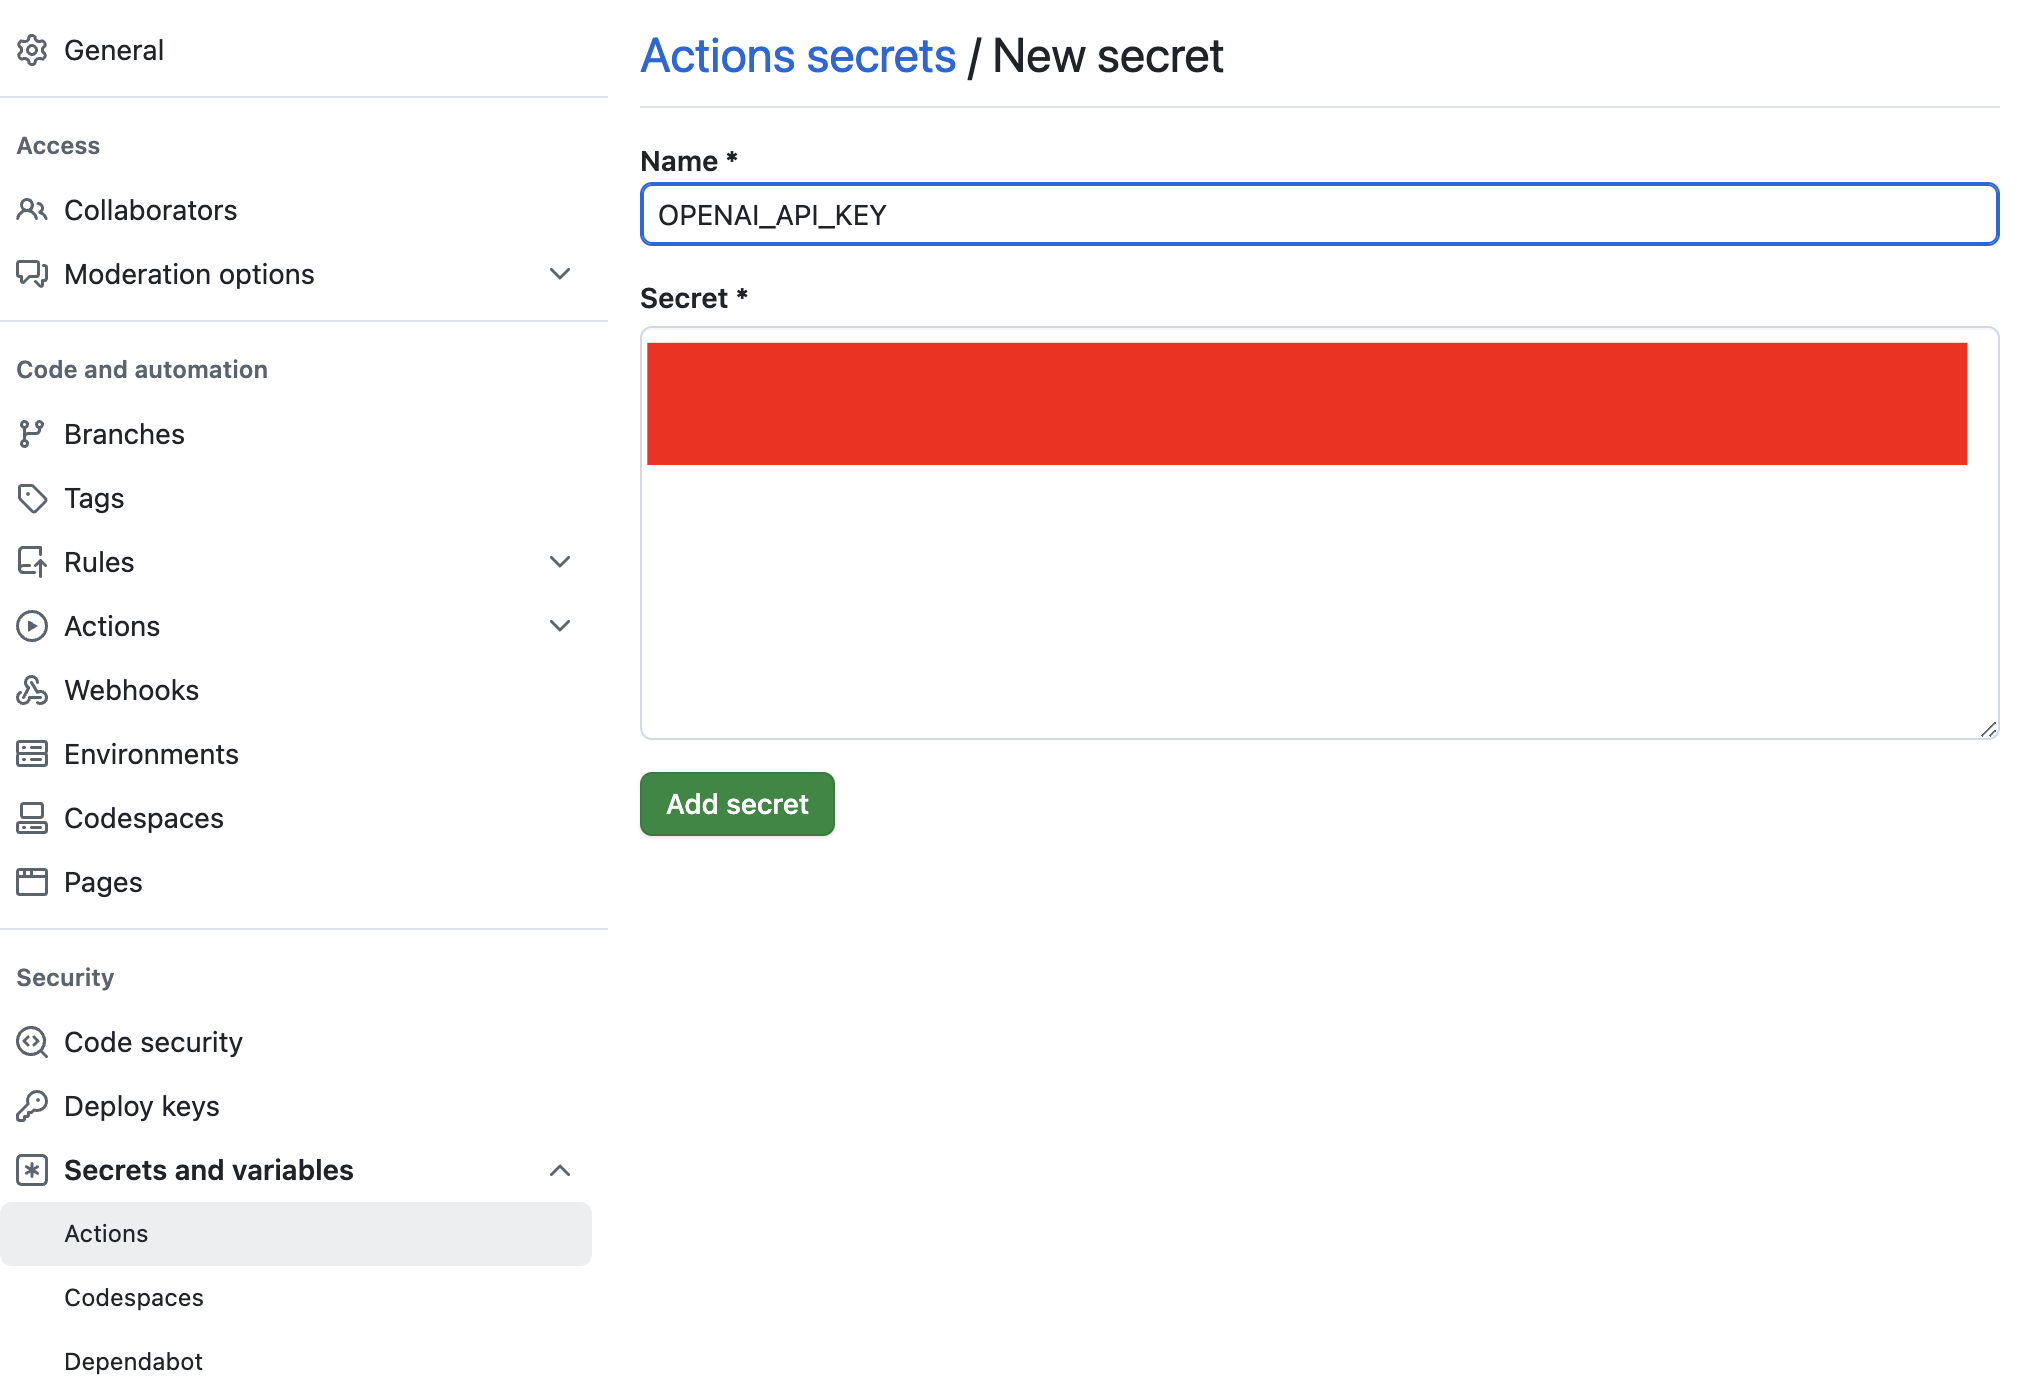 General
Access
Collaborators
Moderation options
Code and automation
Branches
Tags
Rules
Actions
Webhooks
Environments
Codespaces
Pages
Security
Code security
Deploy keys
Secrets and variables
Actions
Codespaces
Dependabot
Actions secrets / New secret
Name *
OPENAI_API_KEY
Secret *
Add secret